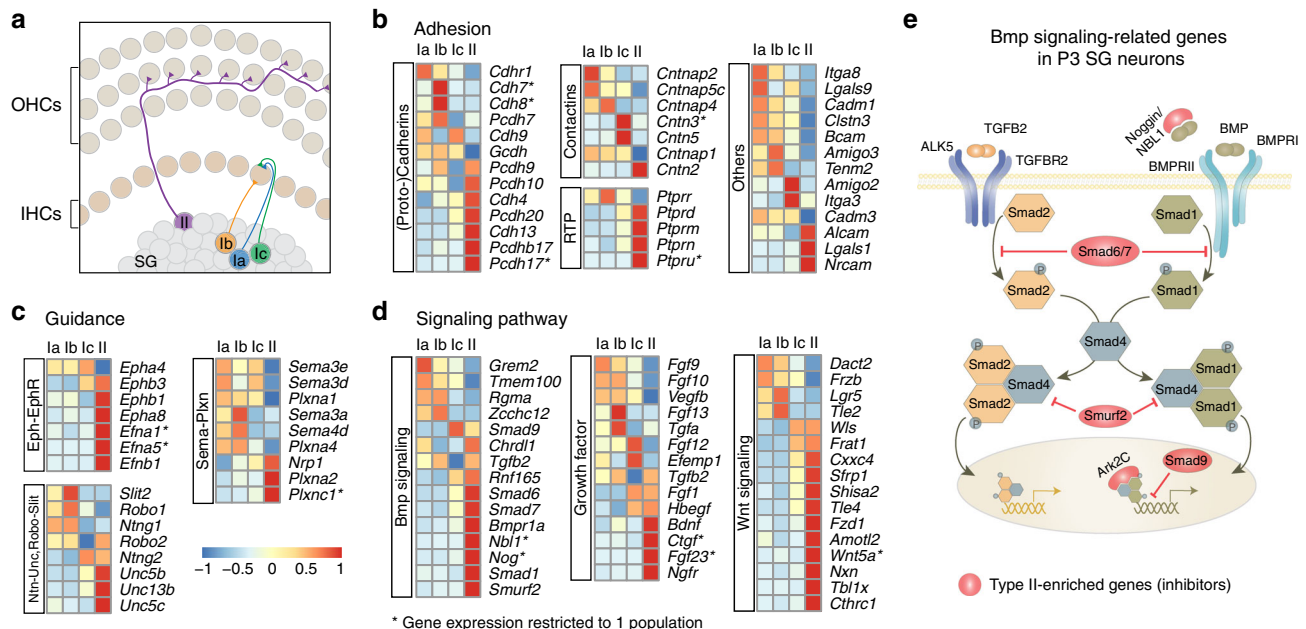 a
OHCs
IHCs
II
Ib
Ia
Ic
SG
b
Adhesion
Ia Ib Ic II
(Proto-)Cadherins
Cdhr1
Cdh7*
Cdh8*
Pcdh7
Cdh9
Gcdh
Pcdh9
Pcdh10
Cdh4
Pcdh20
Cdh13
Pcdhb17
Pcdh17*
Ia Ib Ic II
Contactins
Cntnap2
Cntnap5c
Cntnap4
Cntn3*
Cntn5
Cntnap1
Cntn2
RTP
Ptprr
Ptprd
Ptprm
Ptprn
Ptpru*
Ia Ib Ic II
Others
Itga8
Lgals9
Cadm1
Clstn3
Bcam
Amigo3
Tenm2
Amigo2
Itga3
Cadm3
Alcam
Lgals1
Nrcam
c
Guidance
Ia Ib Ic II
Eph-EphR
Epha4
Ephb3
Ephb1
Epha8
Efna1*
Efna5*
Efnb1
Ntn-Unc,Robo-Slit
Slit2
Robo1
Ntng1
Robo2
Ntng2
Unc5b
Unc13b
Unc5c
Ia Ib Ic II
Sema-Plxn
Sema3e
Sema3d
Plxna1
Sema3a
Sema4d
Plxna4
Nrp1
Plxna2
Plxnc1*
−1 −0.5 0 0.5 1
d
Signaling pathway
Ia Ib Ic II
Bmp signaling
Grem2
Tmem100
Rgma
Zcchc12
Smad9
Chrdl1
Tgfb2
Rnf165
Smad6
Smad7
Bmpr1a
Nbl1*
Nog*
Smad1
Smurf2
Ia Ib Ic II
Growth factor
Fgf9
Fgf10
Vegfb
Fgf13
Tgfa
Fgf12
Efemp1
Tgfb2
Fgf1
Hbegf
Bdnf
Ctgf*
Fgf23*
Ngfr
Ia Ib Ic II
Wnt signaling
Dact2
Frzb
Lgr5
Tle2
Wls
Frat1
Cxxc4
Sfrp1
Shisa2
Tle4
Fzd1
Amotl2
Wnt5a*
Nxn
Tbl1x
Cthrc1
* Gene expression restricted to 1 population
e
Bmp signaling-related genes
in P3 SG neurons
TGFB2
ALK5
TGFBR2
Noggin/
NBL1
BMP
BMPRI
BMPRII
Smad2
Smad1
Smad6/7
P
Smad2
P
Smad1
Smad4
P
Smad2
Smad4
Smad2
P
P
Smad1
Smad4
Smad1
P
Smurf2
Ark2C
Smad9
Type II-enriched genes (inhibitors)